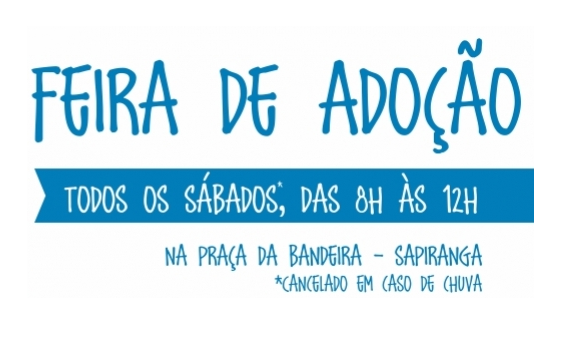 FEIRA DE ADOÇÃO
TODOS OS SÁBADOS*, DAS 8H ÀS 12H
NA PRAÇA DA BANDEIRA - SAPIRANGA
*CANCELADO EM CASO DE CHUVA